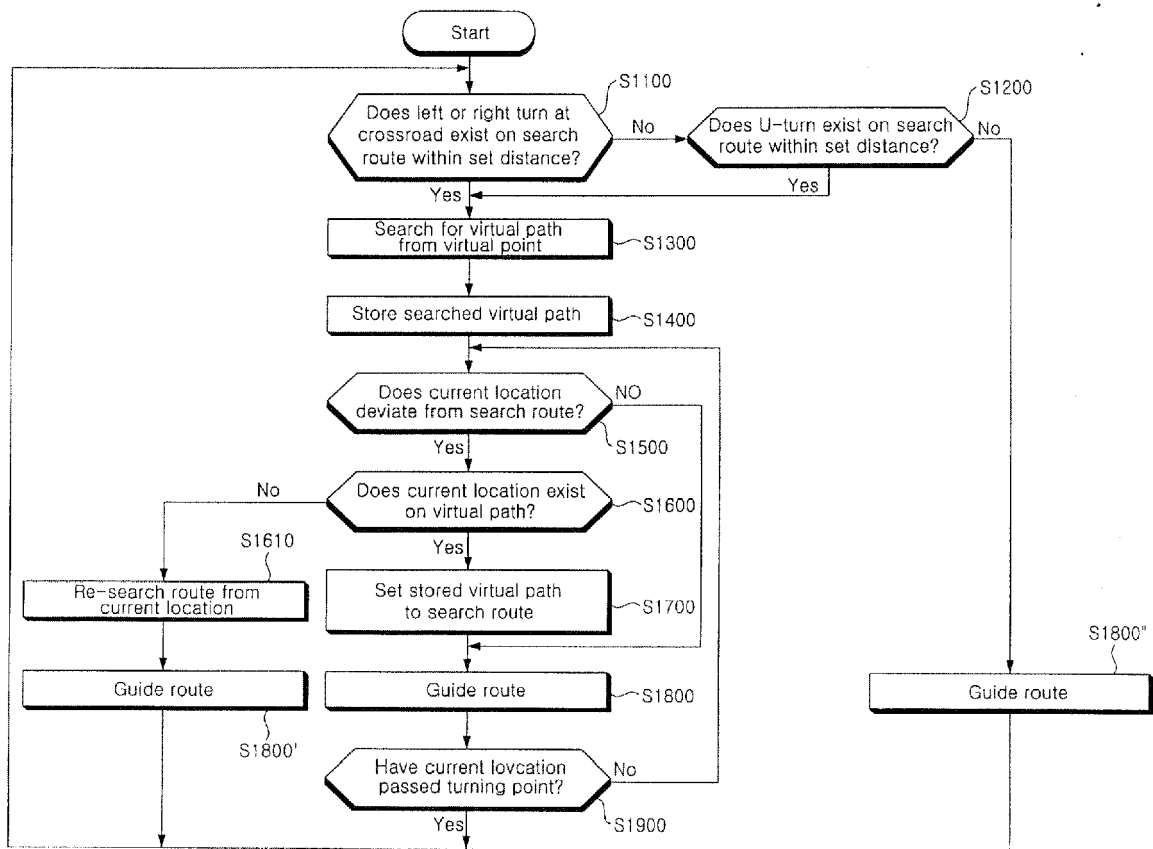 Start
S1100
Does left or right turn at
crossroad exist on search
route within set distance?
No
S1200
Does U-turn exist on search
route within set distance?
No
Yes
Yes
Search for virtual path
from virtual point
S1300
Store searched virtual path
S1400
Does current location
deviate from search route?
NO
S1500
Yes
Does current location exist
on virtual path?
No
S1600
Yes
S1610
Re-search route from
current location
Set stored virtual path
to search route
S1700
Guide route
S1800'
Guide route
S1800
Guide route
S1800"
Have current lovcation
passed turning point?
No
S1900
Yes